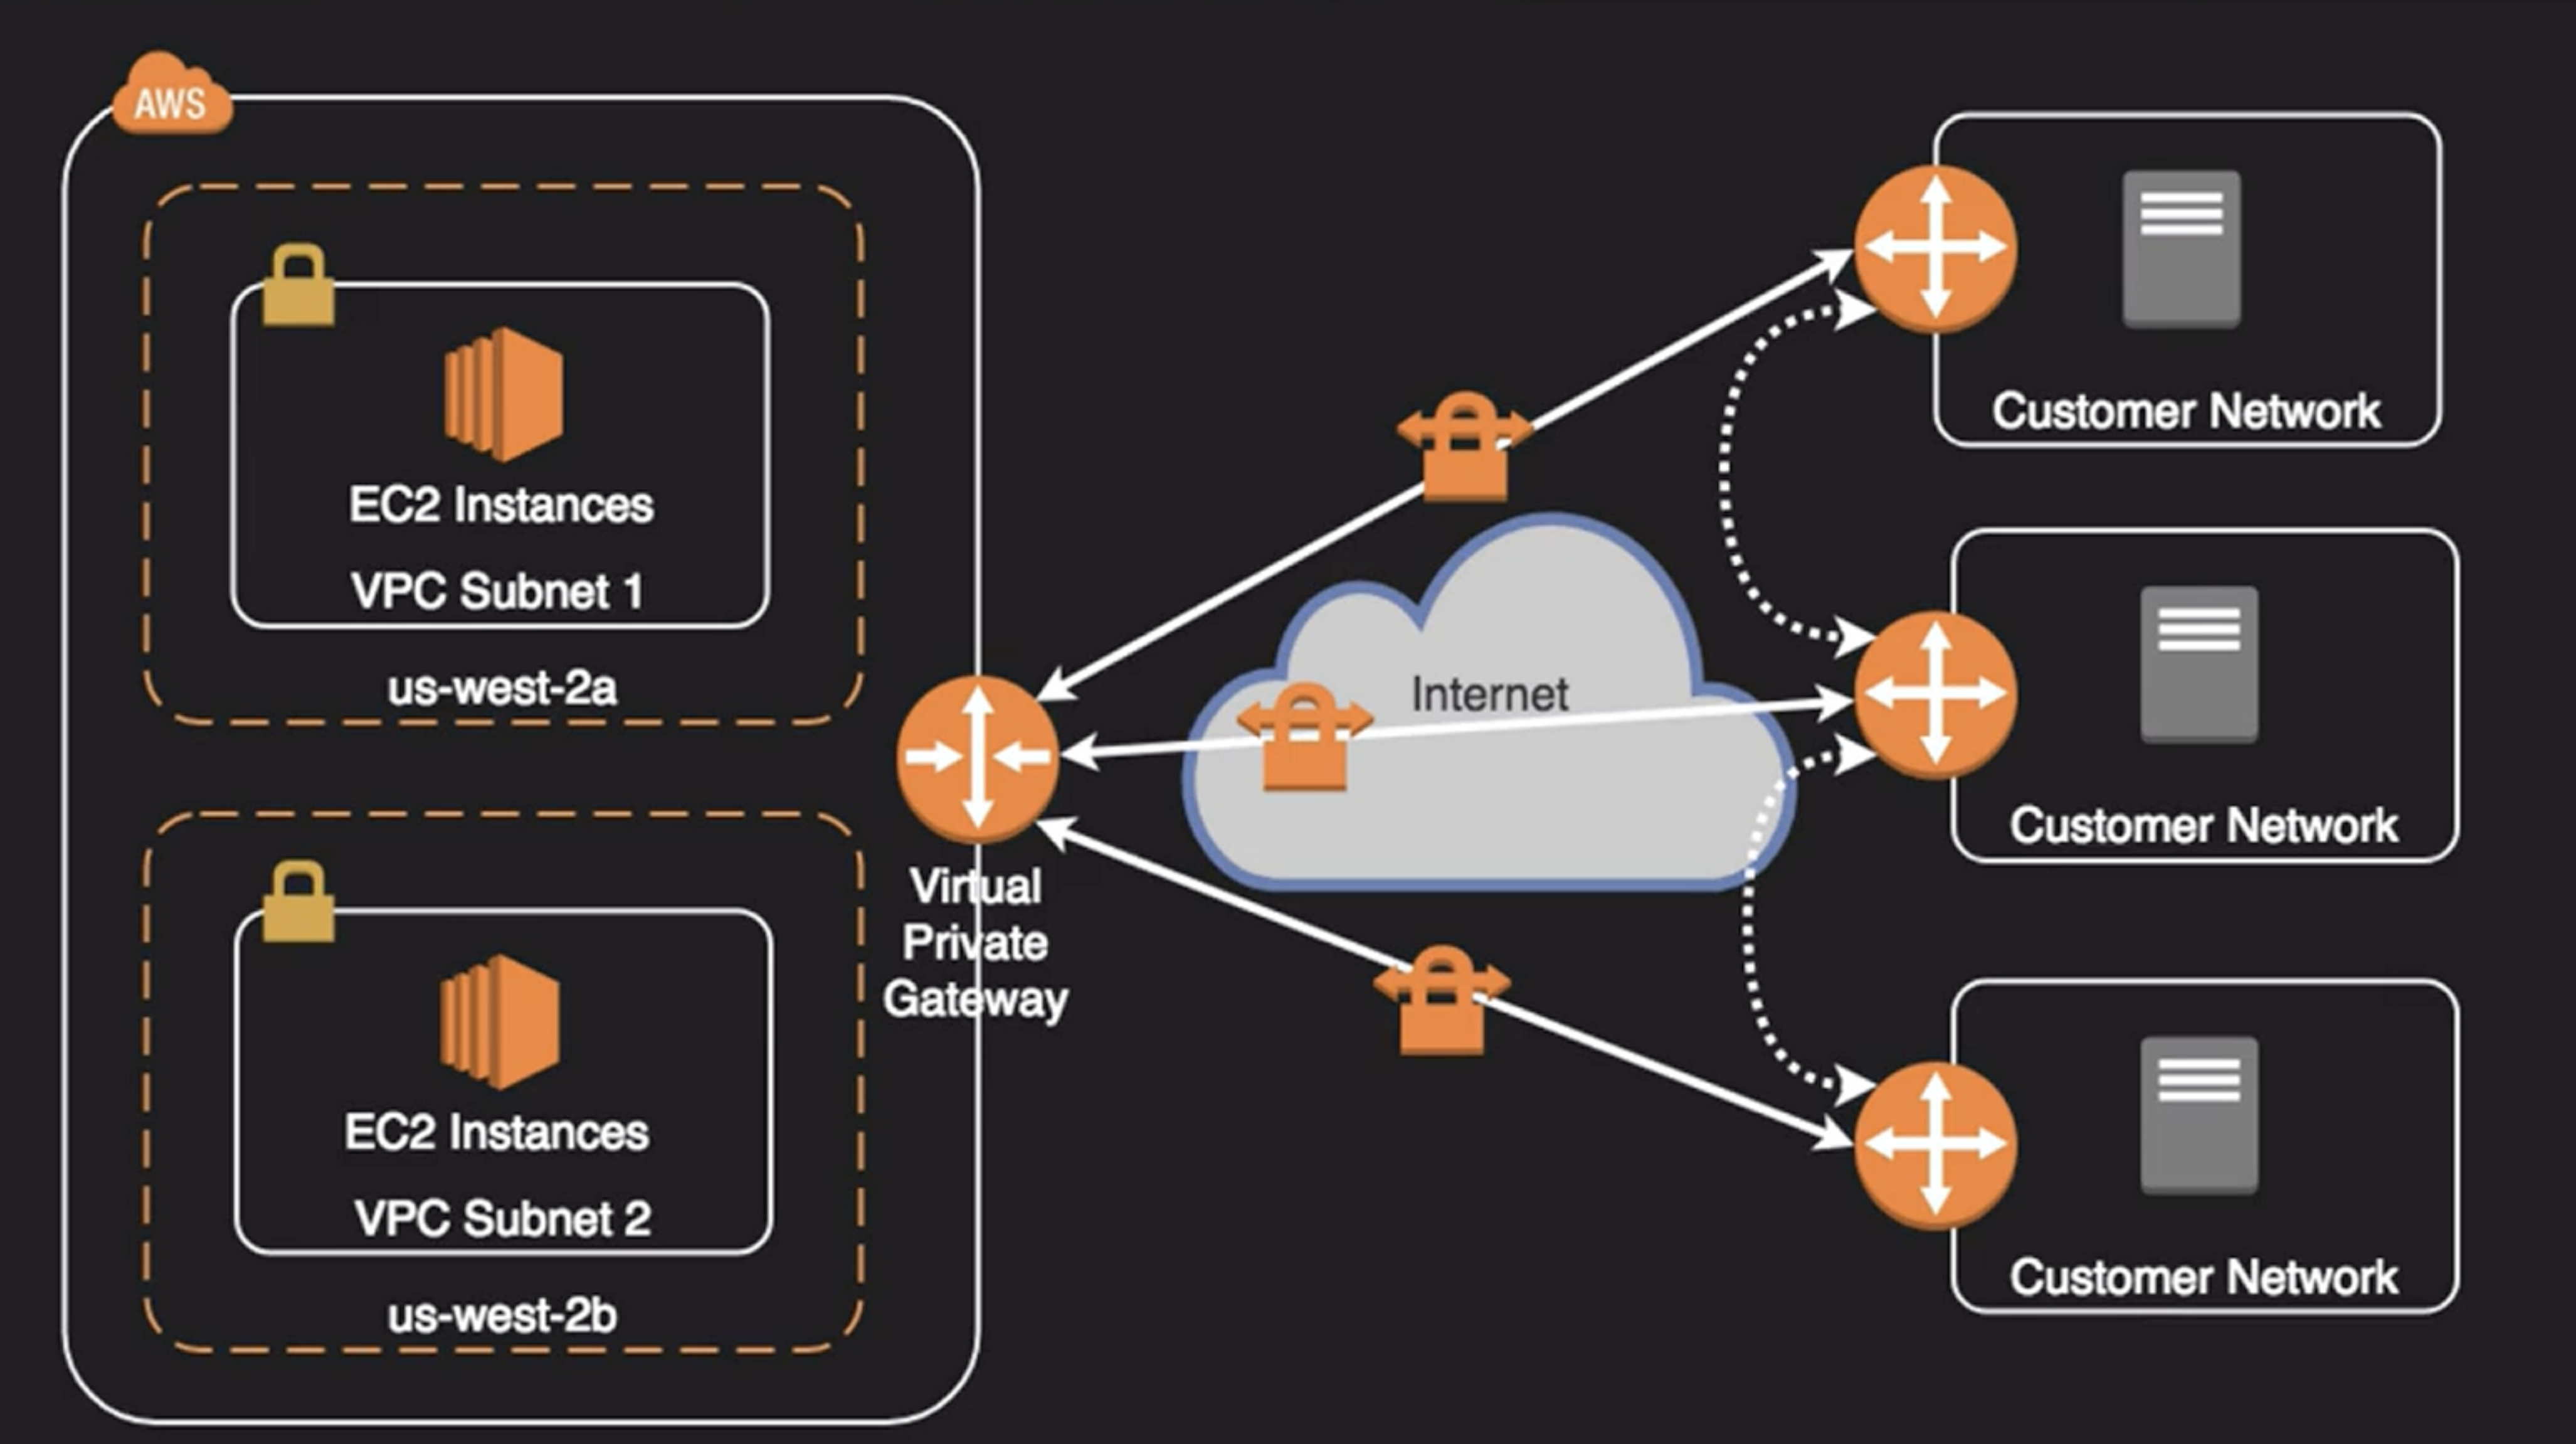 AWS
EC2 Instances
VPC Subnet 1
us-west-2a
EC2 Instances
VPC Subnet 2
us-west-2b
Virtual
Private
Gateway
Internet
Customer Network
Customer Network
Customer Network